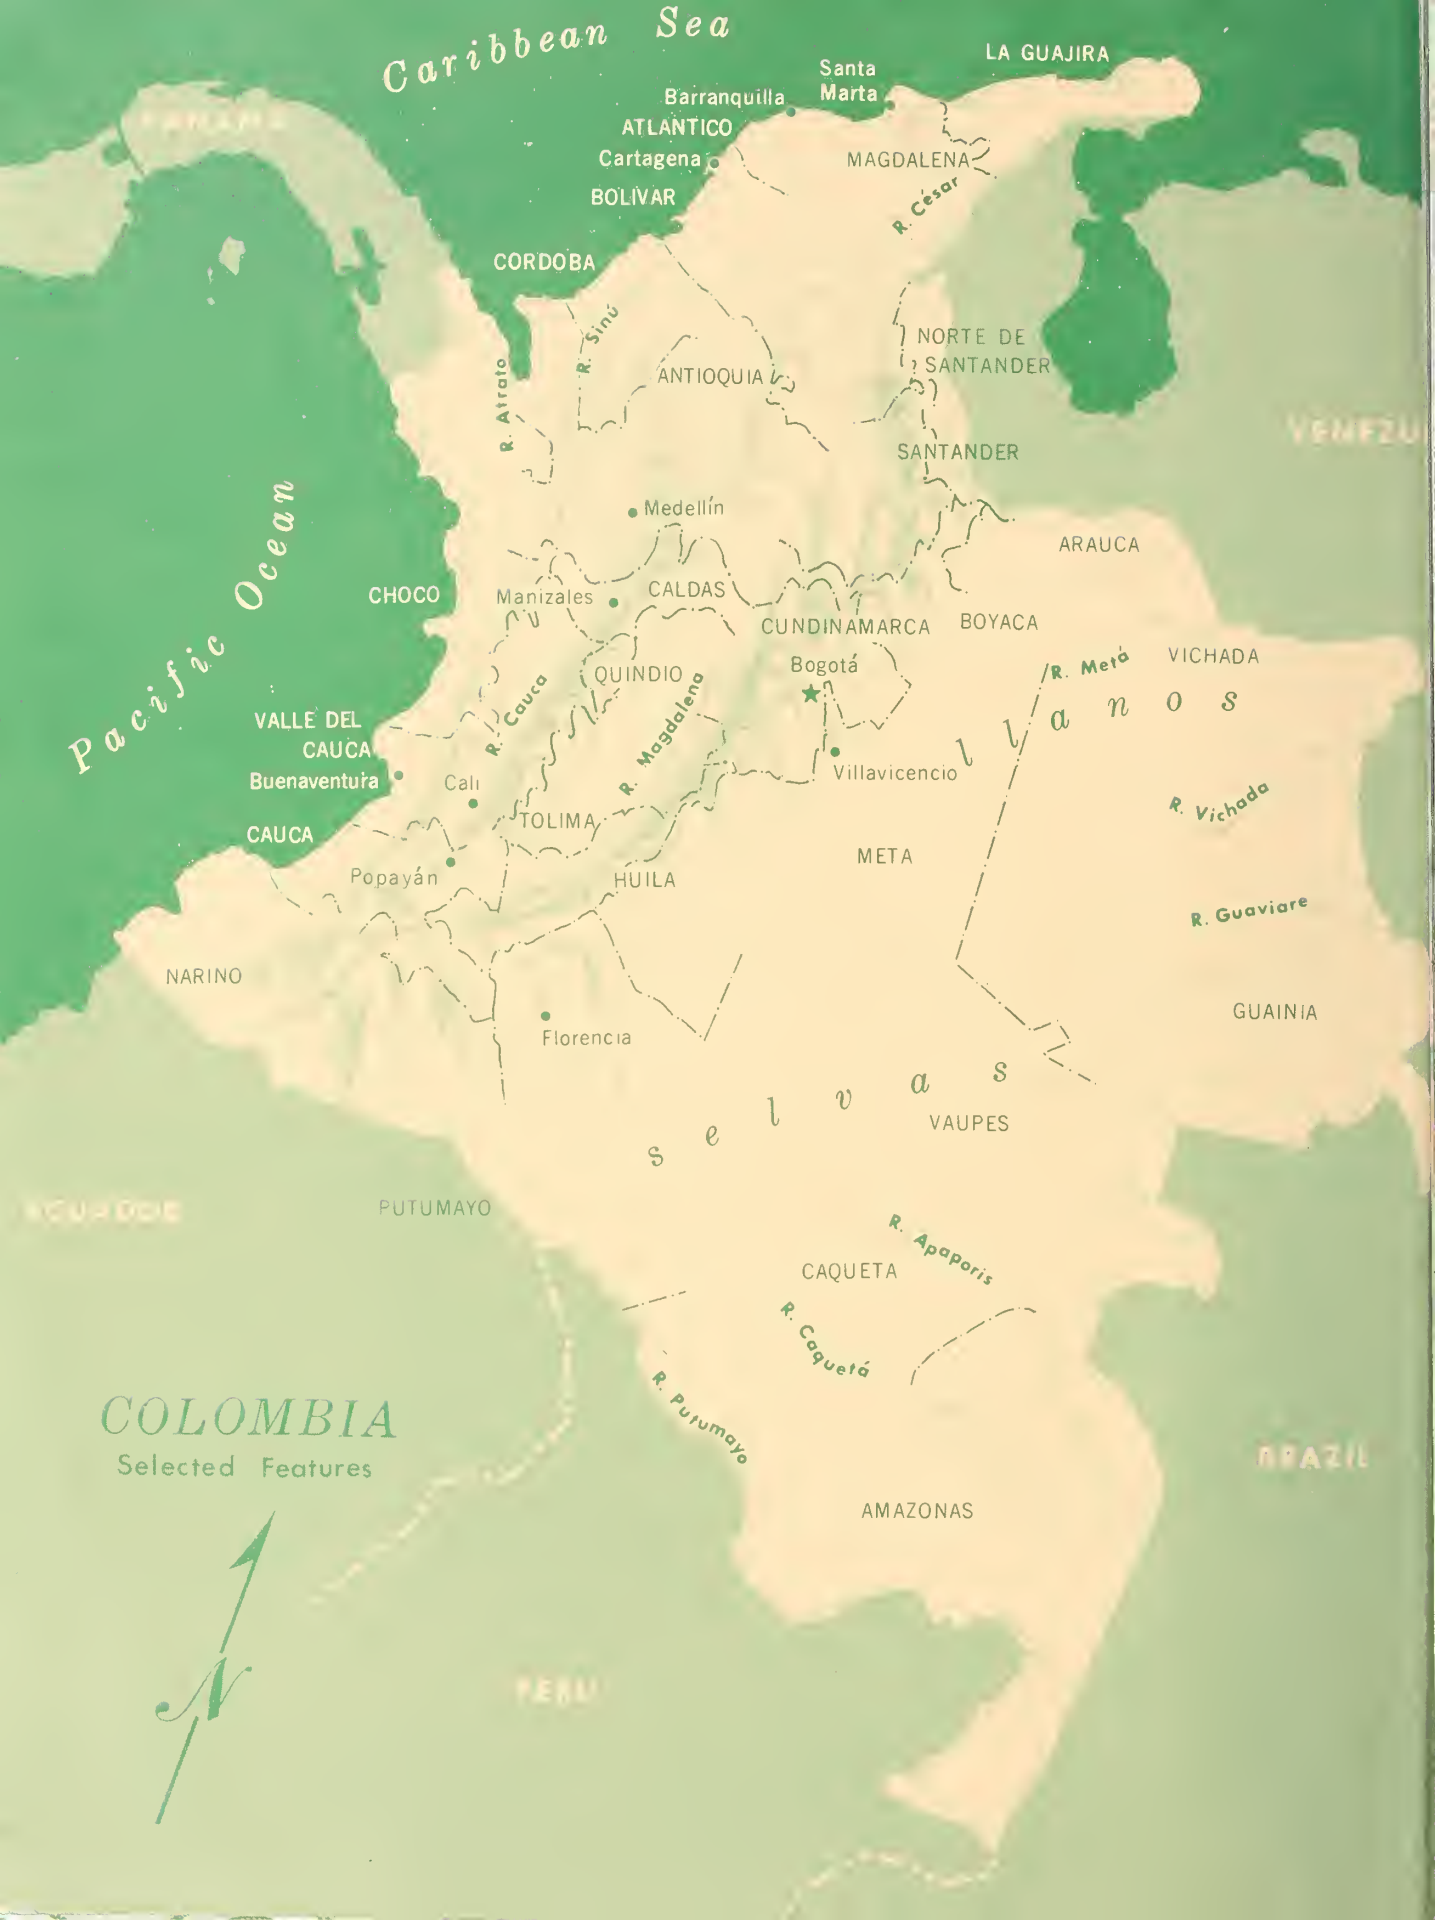 Caribbean Sea
LA GUAJIRA
Santa
Marta
Barranquilla
ATLANTICO
PANAMA
Cartagena
MAGDALENA
BOLIVAR
R. César
CORDOBA
R. Sinú
NORTE DE
SANTANDER
R. Atrato
ANTIOQUIA
SANTANDER
Medellín
Pacific Ocean
ARAUCA
CHOCO
Manizales
CALDAS
CUNDINAMARCA
BOYACA
Bogotá
R. Metá
VICHADA
QUINDIO
llanos
R. Cauca
R. Magdalena
VALLE DEL
CAUCA
Buenaventura
Cali
Villavicencio
R. Vichada
CAUCA
TOLIMA
META
Popayán
HUILA
R. Guaviare
NARINO
GUAINIA
Florencia
selvas
VAUPES
PUTUMAYO
R. Apaporis
CAQUETA
R. Caquetá
R. Putumayo
COLOMBIA
Selected Features
BRAZIL
AMAZONAS
N
PERU